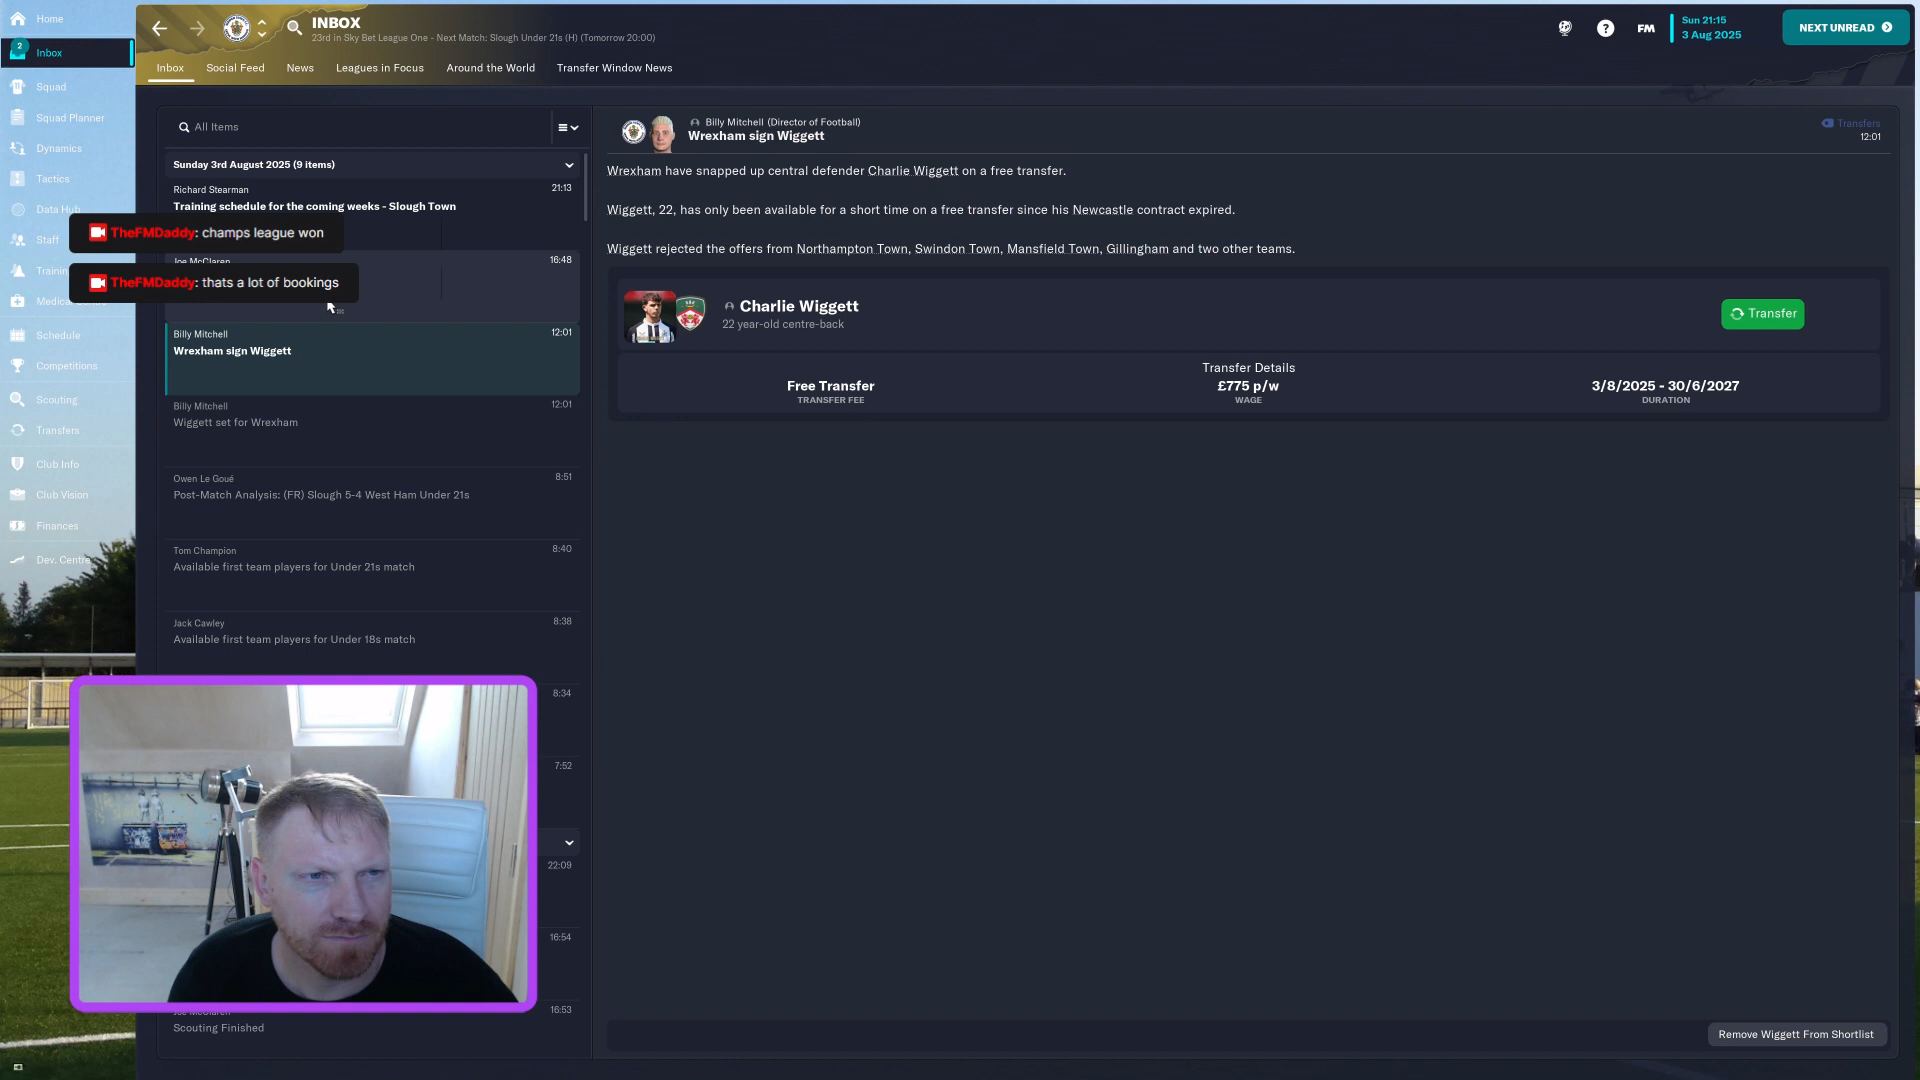 Home
2
Inbox
Squad
Squad Planner
Dynamics
Tactics
Data Hub
Staff
Schedule
Competitions
Scouting
Transfers
Club Info
Club Vision
Finances
Dev. Centre
INBOX
23rd in Sky Bet League One - Next Match: Slough Under 21s (H) (Tomorrow 20:00)
FM
Sun 21:15
3 Aug 2025
NEXT UNREAD
Inbox
Social Feed
News
Leagues in Focus
Around the World
Transfer Window News
All Items
Sunday 3rd August 2025 (9 items)
Richard Stearman
21:13
Training schedule for the coming weeks - Slough Town
TheFMDaddy: champs league won
Joe McClaren
16:48
TheFMDaddy: thats a lot of bookings
Billy Mitchell
12:01
Wrexham sign Wiggett
Billy Mitchell
12:01
Wiggett set for Wrexham
Owen Le Goué
8:51
Post-Match Analysis: (FR) Slough 5-4 West Ham Under 21s
Tom Champion
8:40
Available first team players for Under 21s match
Jack Cawley
8:38
Available first team players for Under 18s match
8:34
7:52
22:09
16:54
Joe McClaren
16:53
Scouting Finished
Billy Mitchell (Director of Football)
Wrexham sign Wiggett
Transfers
12:01
Wrexham have snapped up central defender Charlie Wiggett on a free transfer.
Wiggett, 22, has only been available for a short time on a free transfer since his Newcastle contract expired.
Wiggett rejected the offers from Northampton Town, Swindon Town, Mansfield Town, Gillingham and two other teams.
Charlie Wiggett
22 year-old centre-back
Transfer
Transfer Details
Free Transfer
TRANSFER FEE
£775 p/w
WAGE
3/8/2025 - 30/6/2027
DURATION
Remove Wiggett From Shortlist